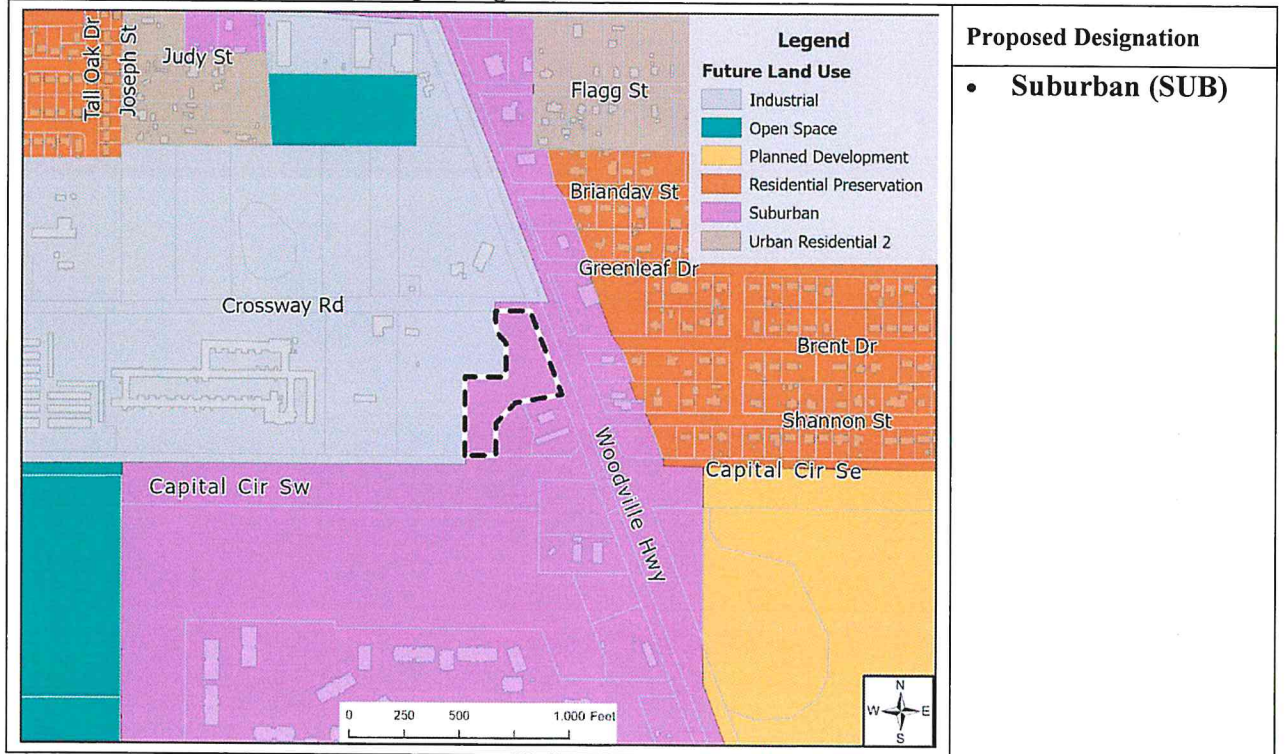 Tall Oak Dr
Joseph St
Judy St
Flagg St
Briandav St
Greenleaf Dr
Crossway Rd
Brent Dr
Shannon St
Woodville Hwy
Capital Cir Sw
Capital Cir Se
Legend
Future Land Use
Industrial
Open Space
Planned Development
Residential Preservation
Suburban
Urban Residential 2
0 250 500 1.000 Feet
N
W E
S
Proposed Designation
• Suburban (SUB)